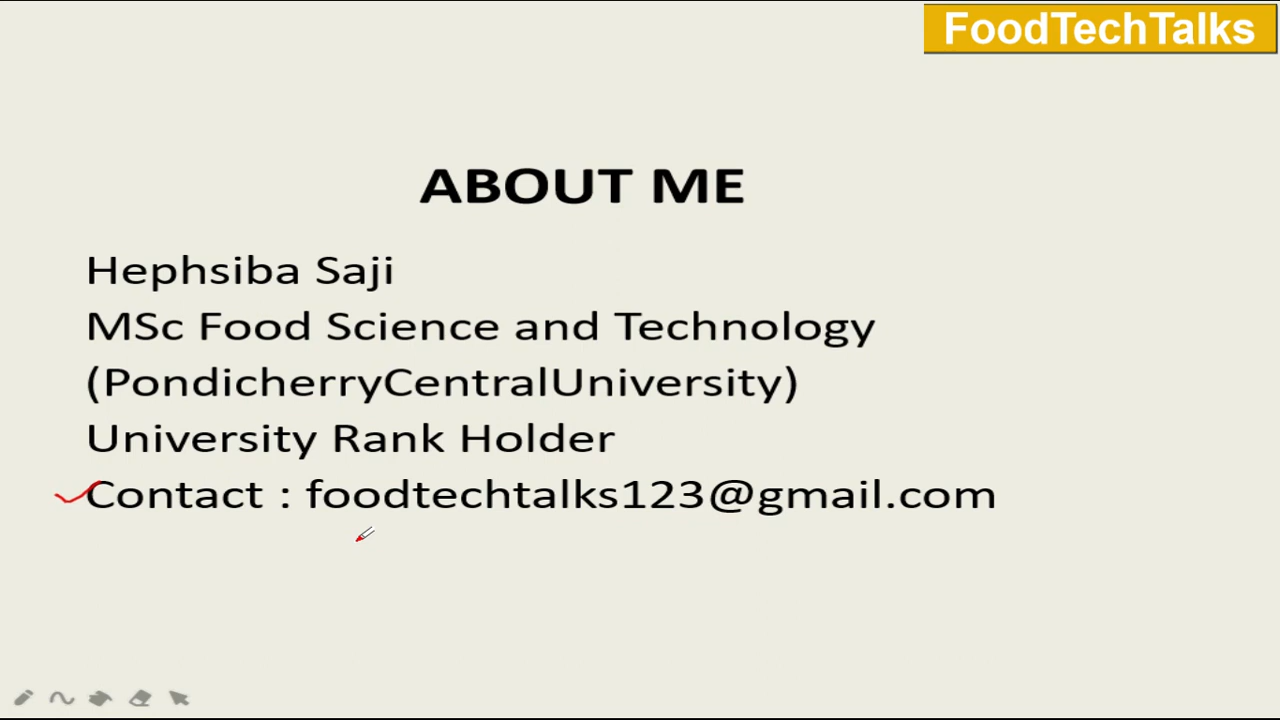 FoodTechTalks
ABOUT ME
Hephsiba Saji
MSc Food Science and Technology
(PondicherryCentralUniversity)
University Rank Holder
Contact : foodtechtalks123@gmail.com